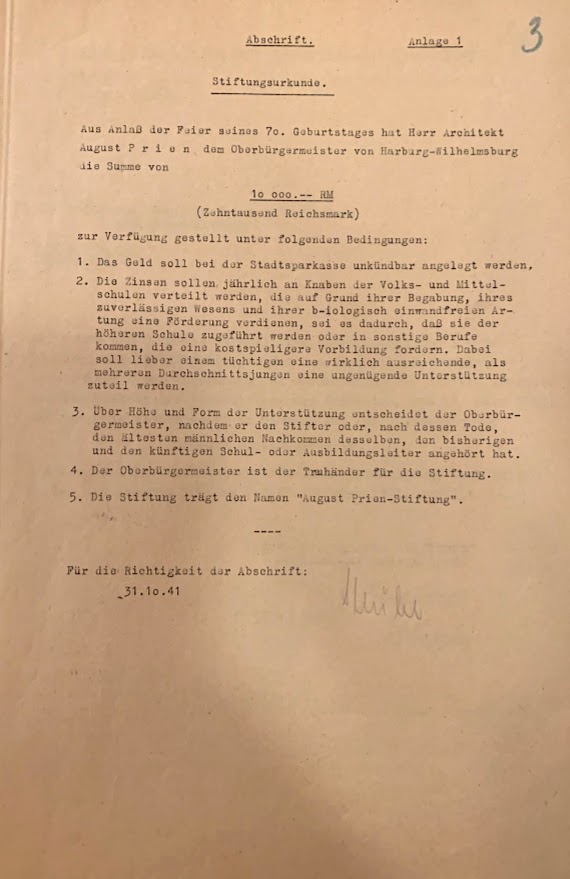 Abschrift.
Anlage 1
3
Stiftungsurkunde.
Aus Anlaß der Feier seines 7o. Geburtstages hat Herr Architekt
August P r i e n dem Oberbürgermeister von Harburg-Wilhelmsburg
die Summe von
1o ooo.-- RM
(Zehntausend Reichsmark)
zur Verfügung gestellt unter folgenden Bedingungen:
1. Das Geld soll bei der Stadtsparkasse unkündbar angelegt werden.
2. Die Zinsen sollen jährlich an Knaben der Volks- und Mittel-
schulen verteilt werden, die auf Grund ihrer Begabung, ihres
zuverlässigen Wesens und ihrer b-iologisch einwandfreien Ar-
tung eine Förderung verdienen, sei es dadurch, daß sie der
höheren Schule zugeführt werden oder in sonstige Berufe
kommen, die eine kostspieligere Vorbildung fordern. Dabei
soll lieber einem tüchtigen eine wirklich ausreichende, als
mehreren Durchschnittsjungen eine ungenügende Unterstützung
zuteil werden.
3. Über Höhe und Form der Unterstützung entscheidet der Oberbür-
germeister, nachdem er den Stifter oder, nach dessen Tode,
den ältesten männlichen Nachkommen desselben, den bisherigen
und den künftigen Schul- oder Ausbildungsleiter angehört hat.
4. Der Oberbürgermeister ist der Truhänder für die Stiftung.
5. Die Stiftung trägt den Namen "August Prien-Stiftung".
----
Für die Richtigkeit der Abschrift:
31.1o.41